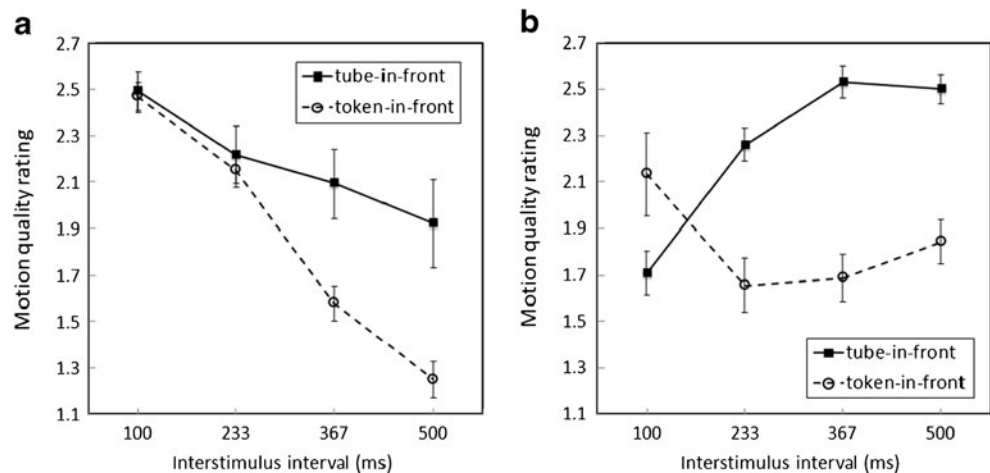 a
Motion quality rating
2.7
2.5
2.3
2.1
1.9
1.7
1.5
1.3
1.1
tube-in-front
token-in-front
100 233 367 500
Interstimulus interval (ms)
b
Motion quality rating
2.7
2.5
2.3
2.1
1.9
1.7
1.5
1.3
1.1
tube-in-front
token-in-front
100 233 367 500
Interstimulus interval (ms)